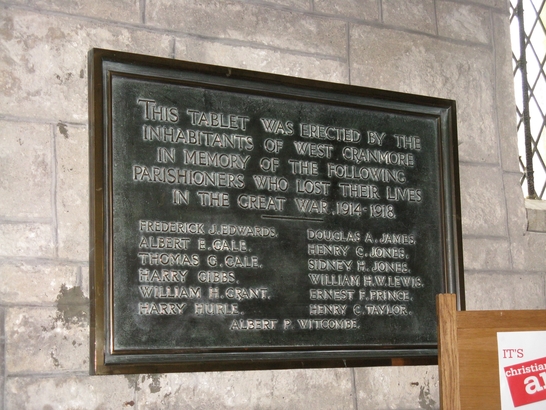 THIS TABLET WAS ERECTED BY THE
INHABITANTS OF WEST CRANMORE
IN MEMORY OF THE FOLLOWING
PARISHIONERS WHO LOST THEIR LIVES
IN THE GREAT WAR, 1914-1918.
FREDERICK J. EDWARDS.
ALBERT E. GALE.
THOMAS G. GALE.
HARRY GIBBS.
WILLIAM H. GRANT.
HARRY HURLE.
DOUGLAS A. JAMES.
HENRY C. JONES.
SIDNEY H. JONES.
WILLIAM H.W. LEWIS.
ERNEST F. PRINCE.
HENRY C. TAYLOR.
ALBERT P. WITCOMBE.
IT'S
christian